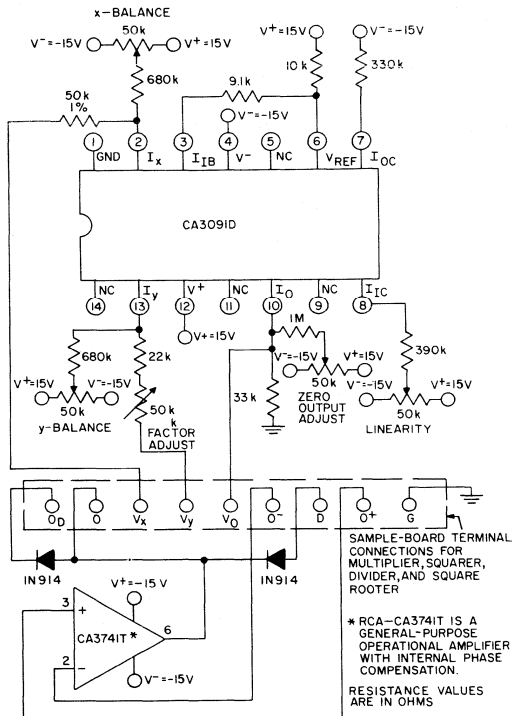 x-BALANCE
V⁻=-15V 50k V⁺=15V
680k
50k
1%
V⁺=15V
10k
9.1k
V⁻=-15V
V⁻=-15V
330k
1 2 3 4 5 6 7
GND Ix IIB V⁻ NC VREF IOC
CA3091D
NC Iy V⁺ NC IO NC IIC
14 13 12 11 10 9 8
V+=15V
680k
22k
V⁺=15V V⁻=-15V
50k
y-BALANCE
50k
k
FACTOR
ADJUST
1M
33k
V⁻=-15V V⁺=15V
50k
ZERO
OUTPUT
ADJUST
390k
V⁻=-15V V⁺=15V
50k
LINEARITY
OD O Vx Vy VO O⁻ D O⁺ G
SAMPLE-BOARD TERMINAL
CONNECTIONS FOR
MULTIPLIER, SQUARER,
DIVIDER, AND SQUARE
ROOTER
1N914 1N914
V⁺=-15 V
3 +
CA3741T *
6
2 −
V⁻=-15V
* RCA-CA3741T IS A
GENERAL-PURPOSE
OPERATIONAL AMPLIFIER
WITH INTERNAL PHASE
COMPENSATION.
RESISTANCE VALUES
ARE IN OHMS